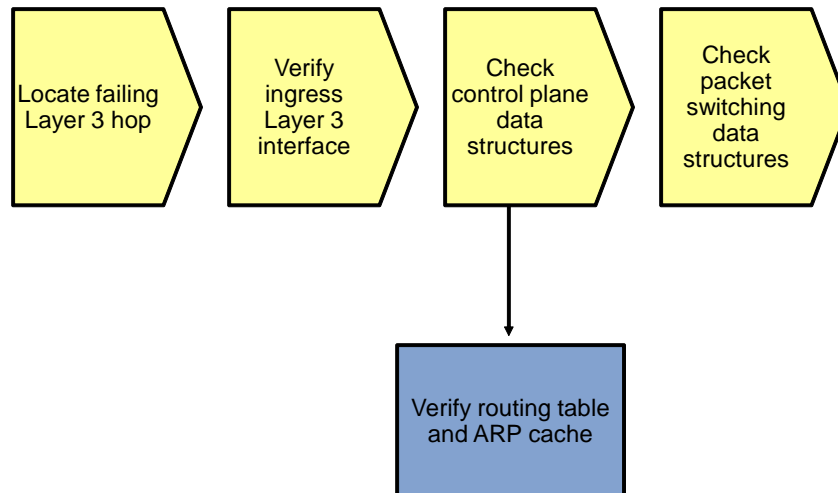 Locate failing
Layer 3 hop
Verify
ingress
Layer 3
interface
Check
control plane
data
structures
Check
packet
switching
data
structures
Verify routing table
and ARP cache